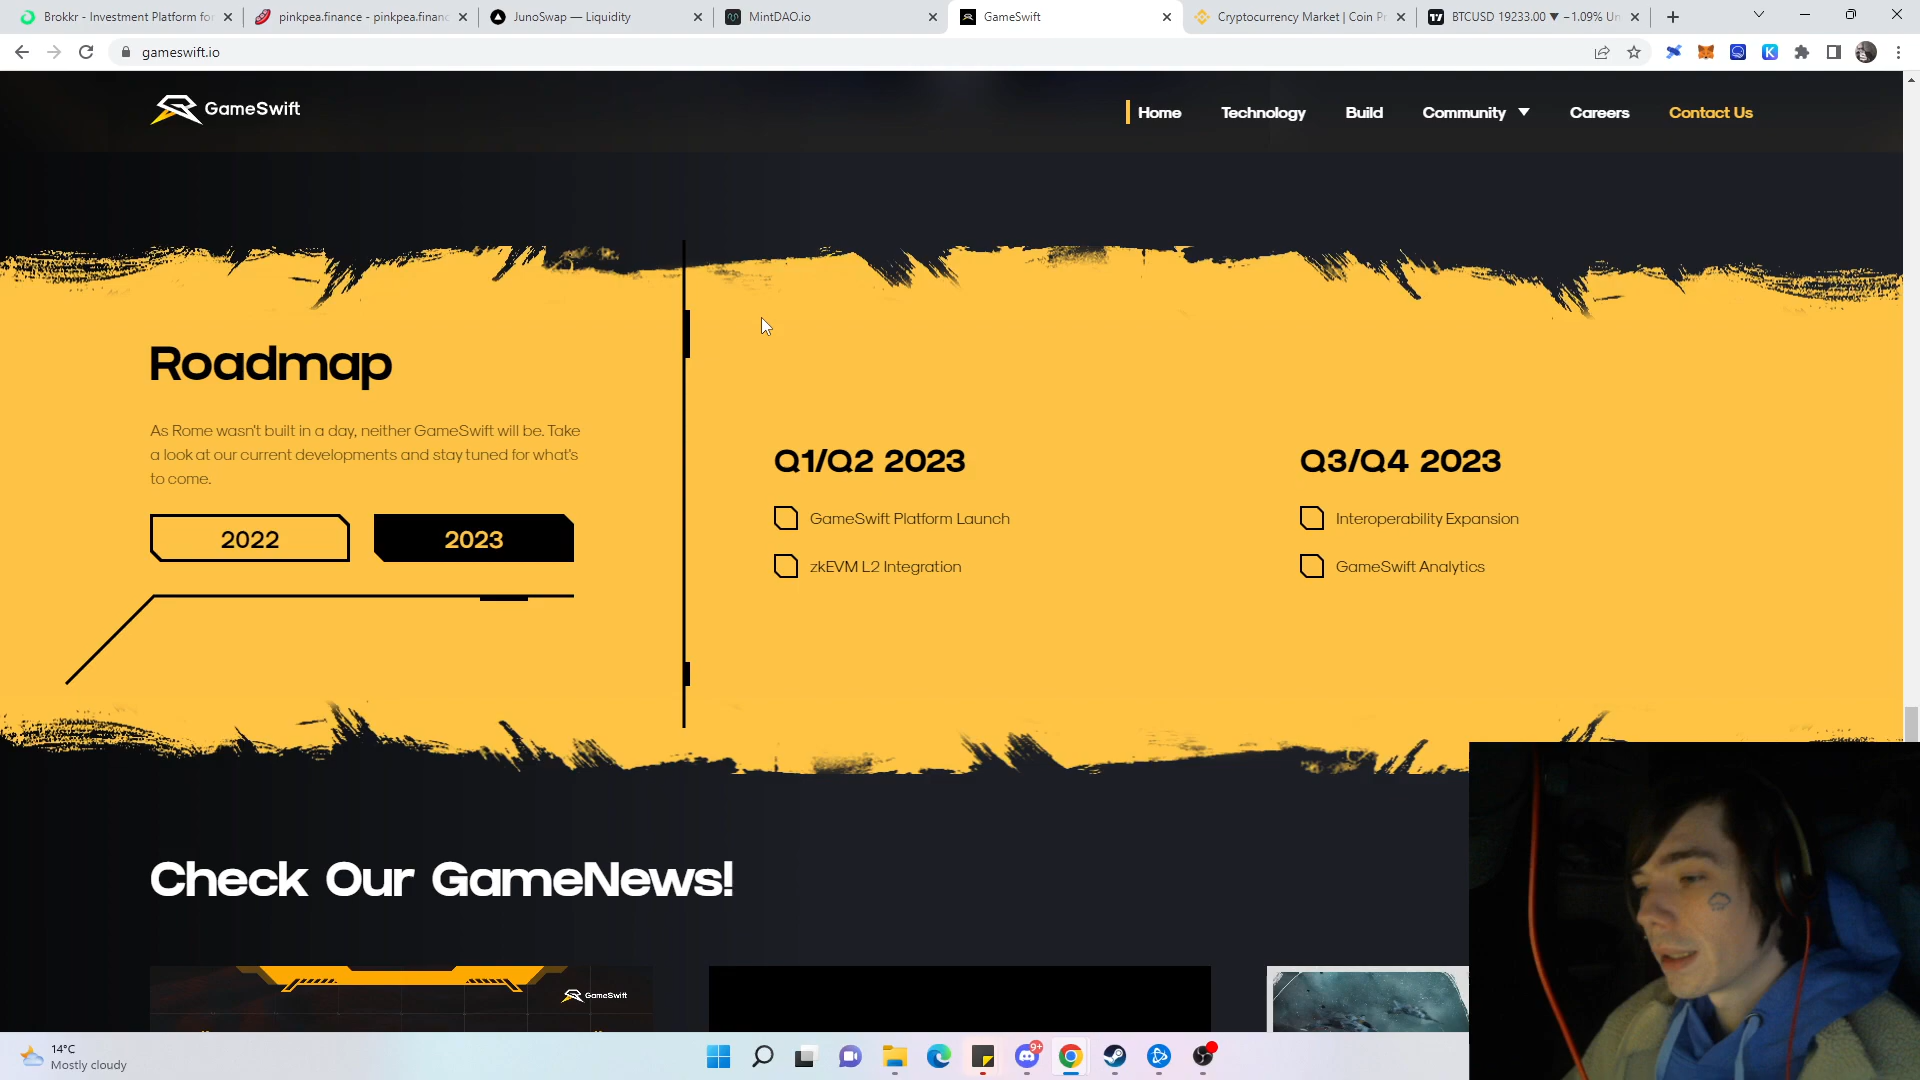 Brokkr - Investment Platform for
pinkpea.finance - pinkpea.financ
JunoSwap — Liquidity
MintDAO.io
GameSwift
Cryptocurrency Market | Coin Pr
BTCUSD 19233.00 ▼ −1.09% Un
gameswift.io
GameSwift
Home
Technology
Build
Community
Careers
Contact Us
Roadmap
As Rome wasn't built in a day, neither GameSwift will be. Take
a look at our current developments and stay tuned for what's
to come.
2022
2023
Q1/Q2 2023
GameSwift Platform Launch
zkEVM L2 Integration
Q3/Q4 2023
Interoperability Expansion
GameSwift Analytics
Check Our GameNews!
GameSwift
14°C
Mostly cloudy
9+